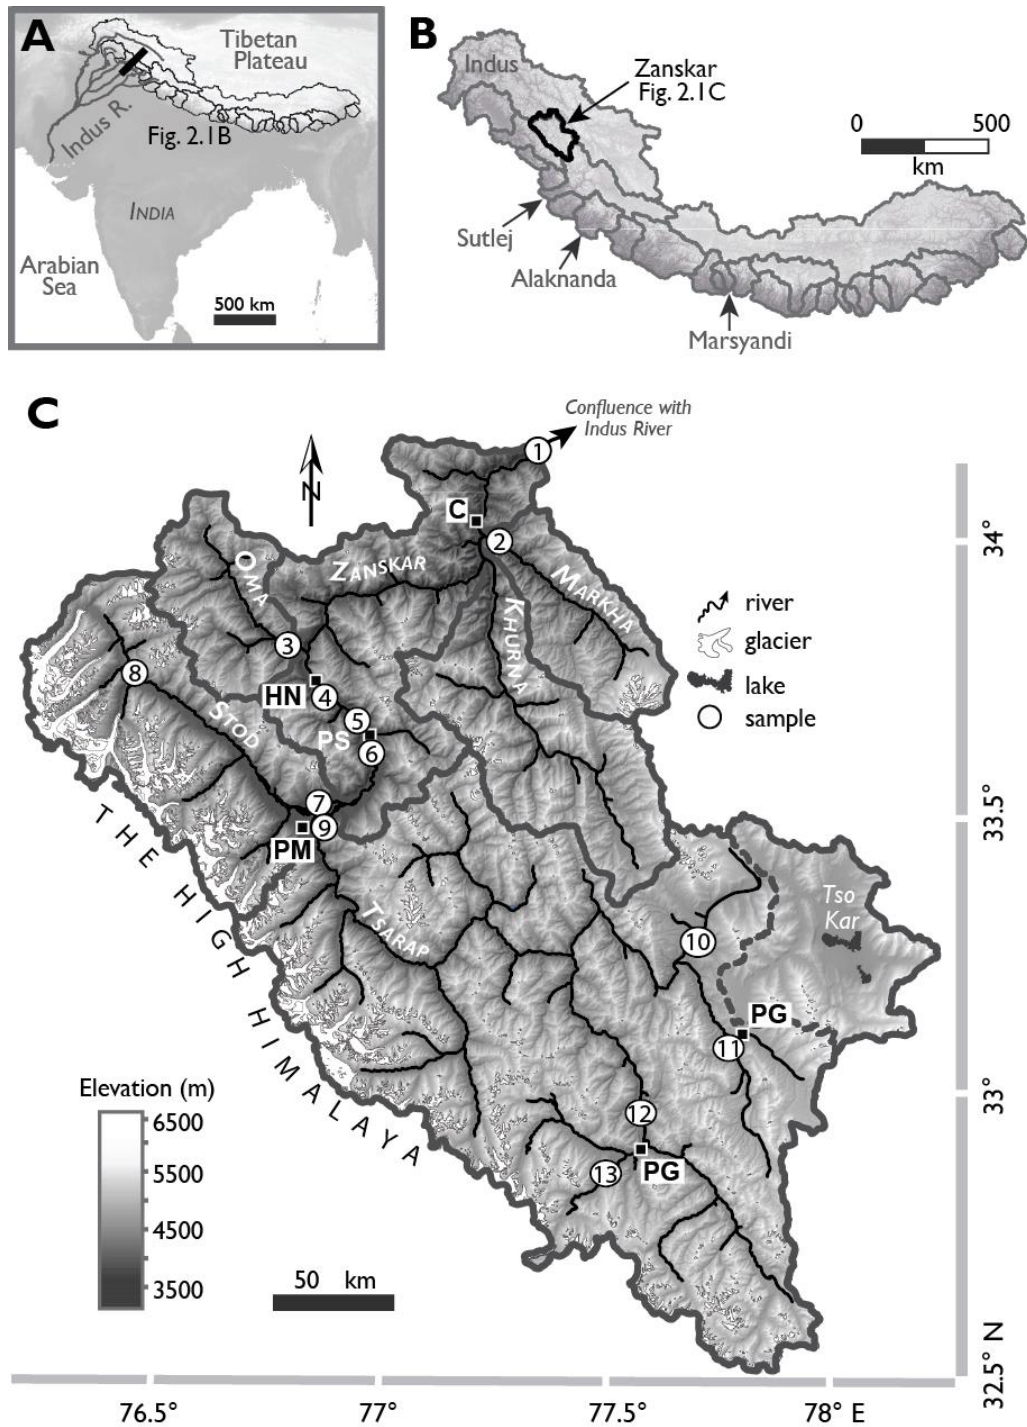 A
Tibetan
Plateau
Indus R.
Fig. 2.1B
INDIA
Arabian
Sea
500 km
B
Indus
Zanskar
Fig. 2.1C
0 500
km
Sutlej
Alaknanda
Marsyandi
C
Confluence with
Indus River
1
N
C
2
OMA
ZANSKAR
MARKHA
KHURNA
34°
river
glacier
lake
sample
3
8
HN
4
5
STOD
PS
6
7
9
PM
33.5°
THE HIGH HIMALAYA
TSARAP
Tso
Kar
10
PG
11
Elevation (m)
6500
5500
4500
3500
12
33°
13
PG
50 km
32.5° N
76.5° 77° 77.5° 78° E